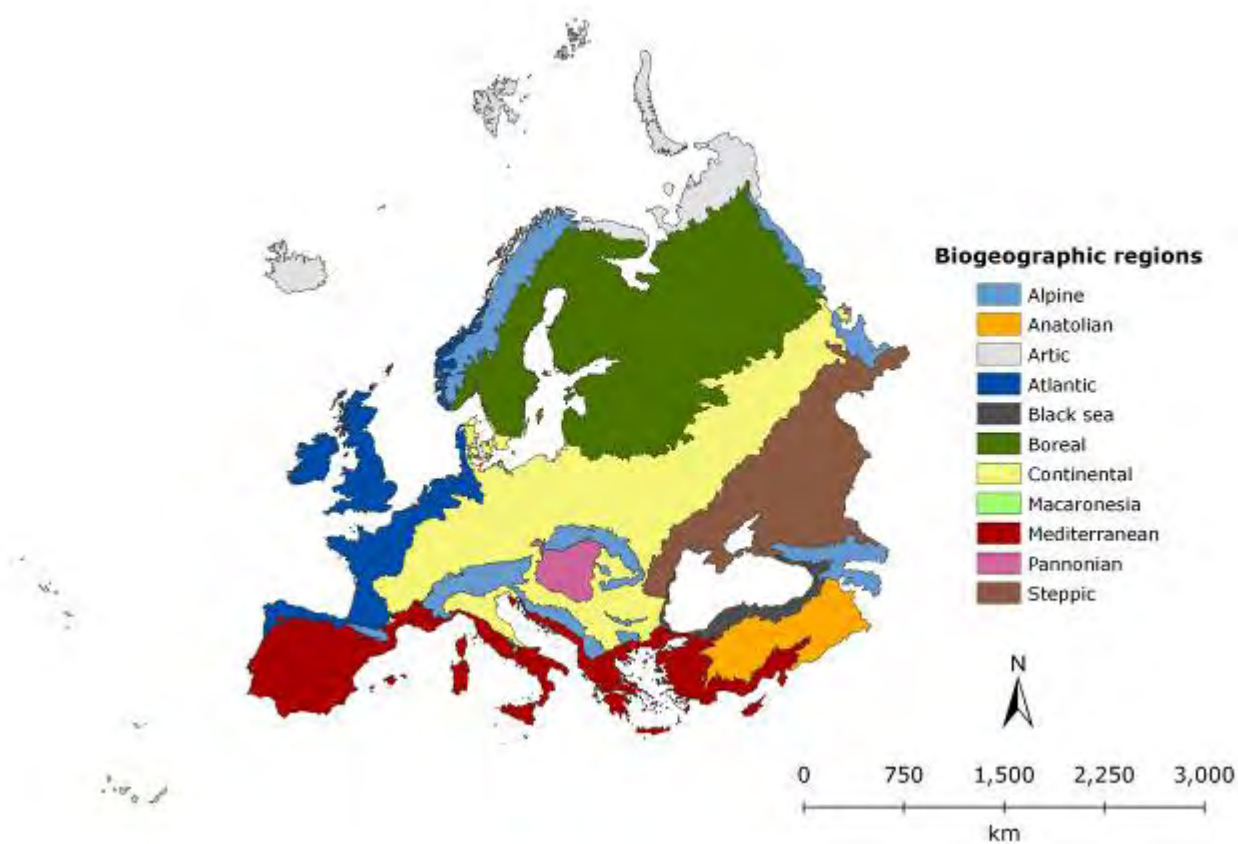 Biogeographic regions
Alpine
Anatolian
Artic
Atlantic
Black sea
Boreal
Continental
Macaronesia
Mediterranean
Pannonian
Steppic
N
0 750 1,500 2,250 3,000
km